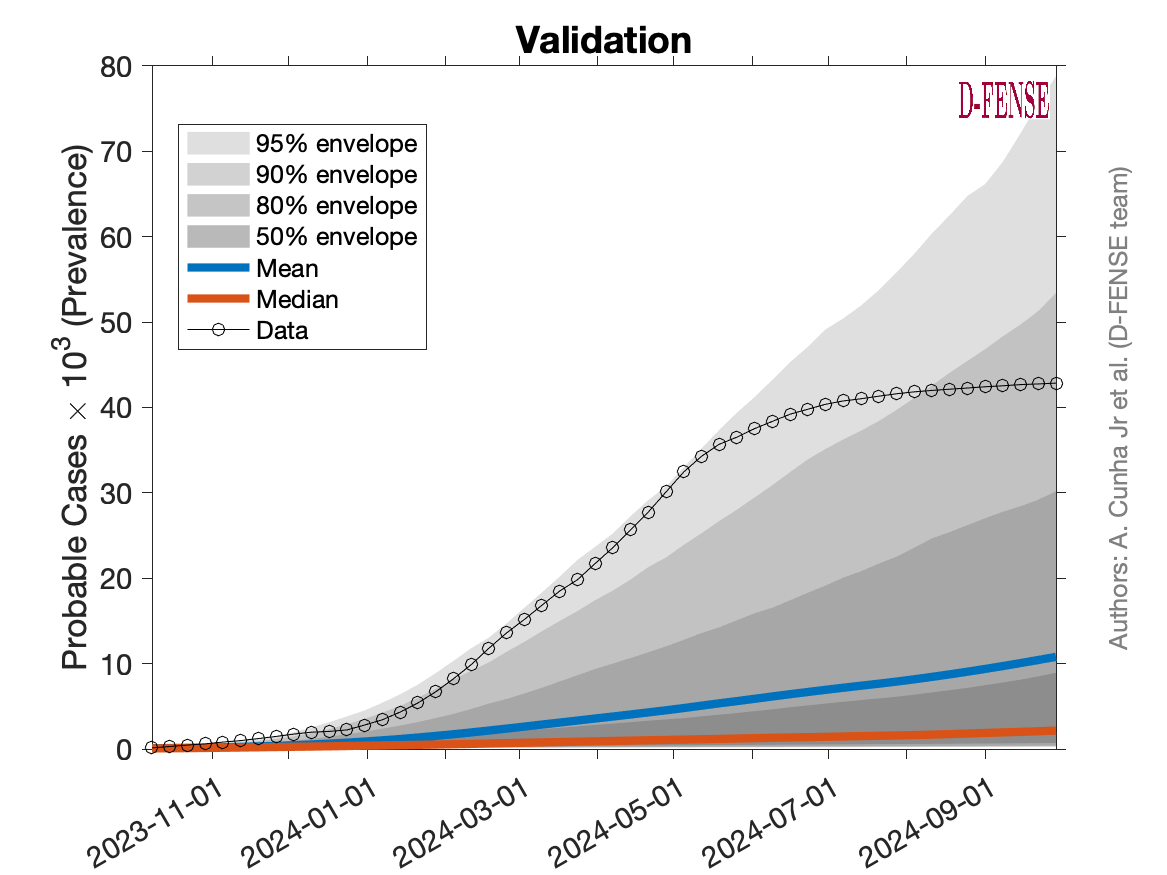 Validation
D-FENSE
80
70
60
50
40
30
20
10
0
Probable Cases × 10³ (Prevalence)
95% envelope
90% envelope
80% envelope
50% envelope
Mean
Median
Data
2023-11-01
2024-01-01
2024-03-01
2024-05-01
2024-07-01
2024-09-01
Authors: A. Cunha Jr et al. (D-FENSE team)